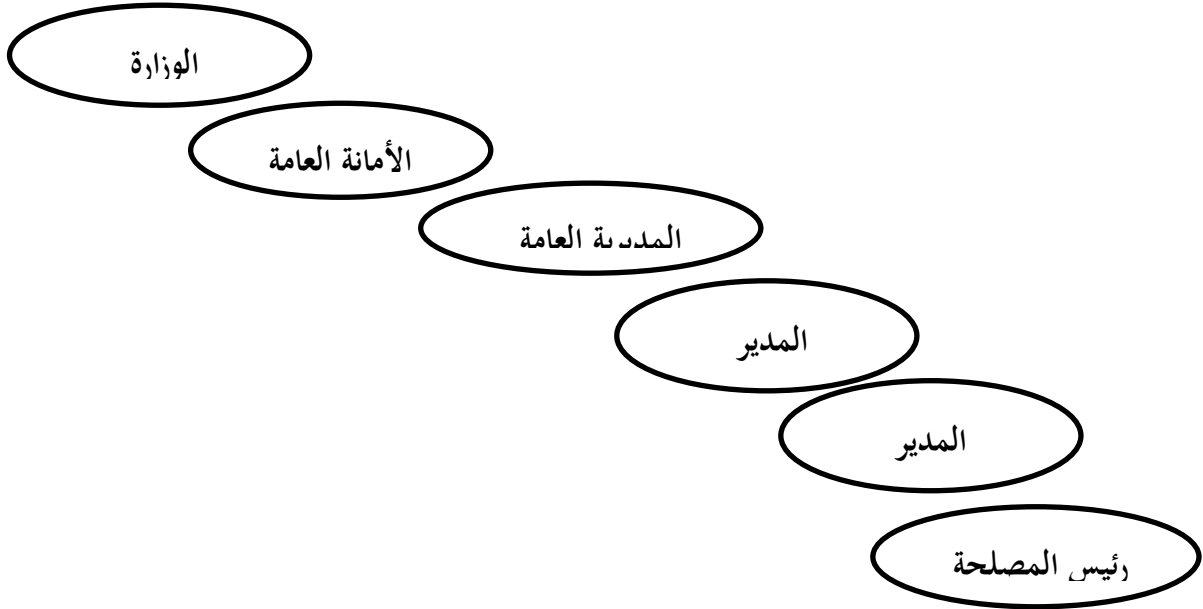 الوزارة
الأمانة العامة
المديرية العامة
المدير
المدير
رئيس المصلحة